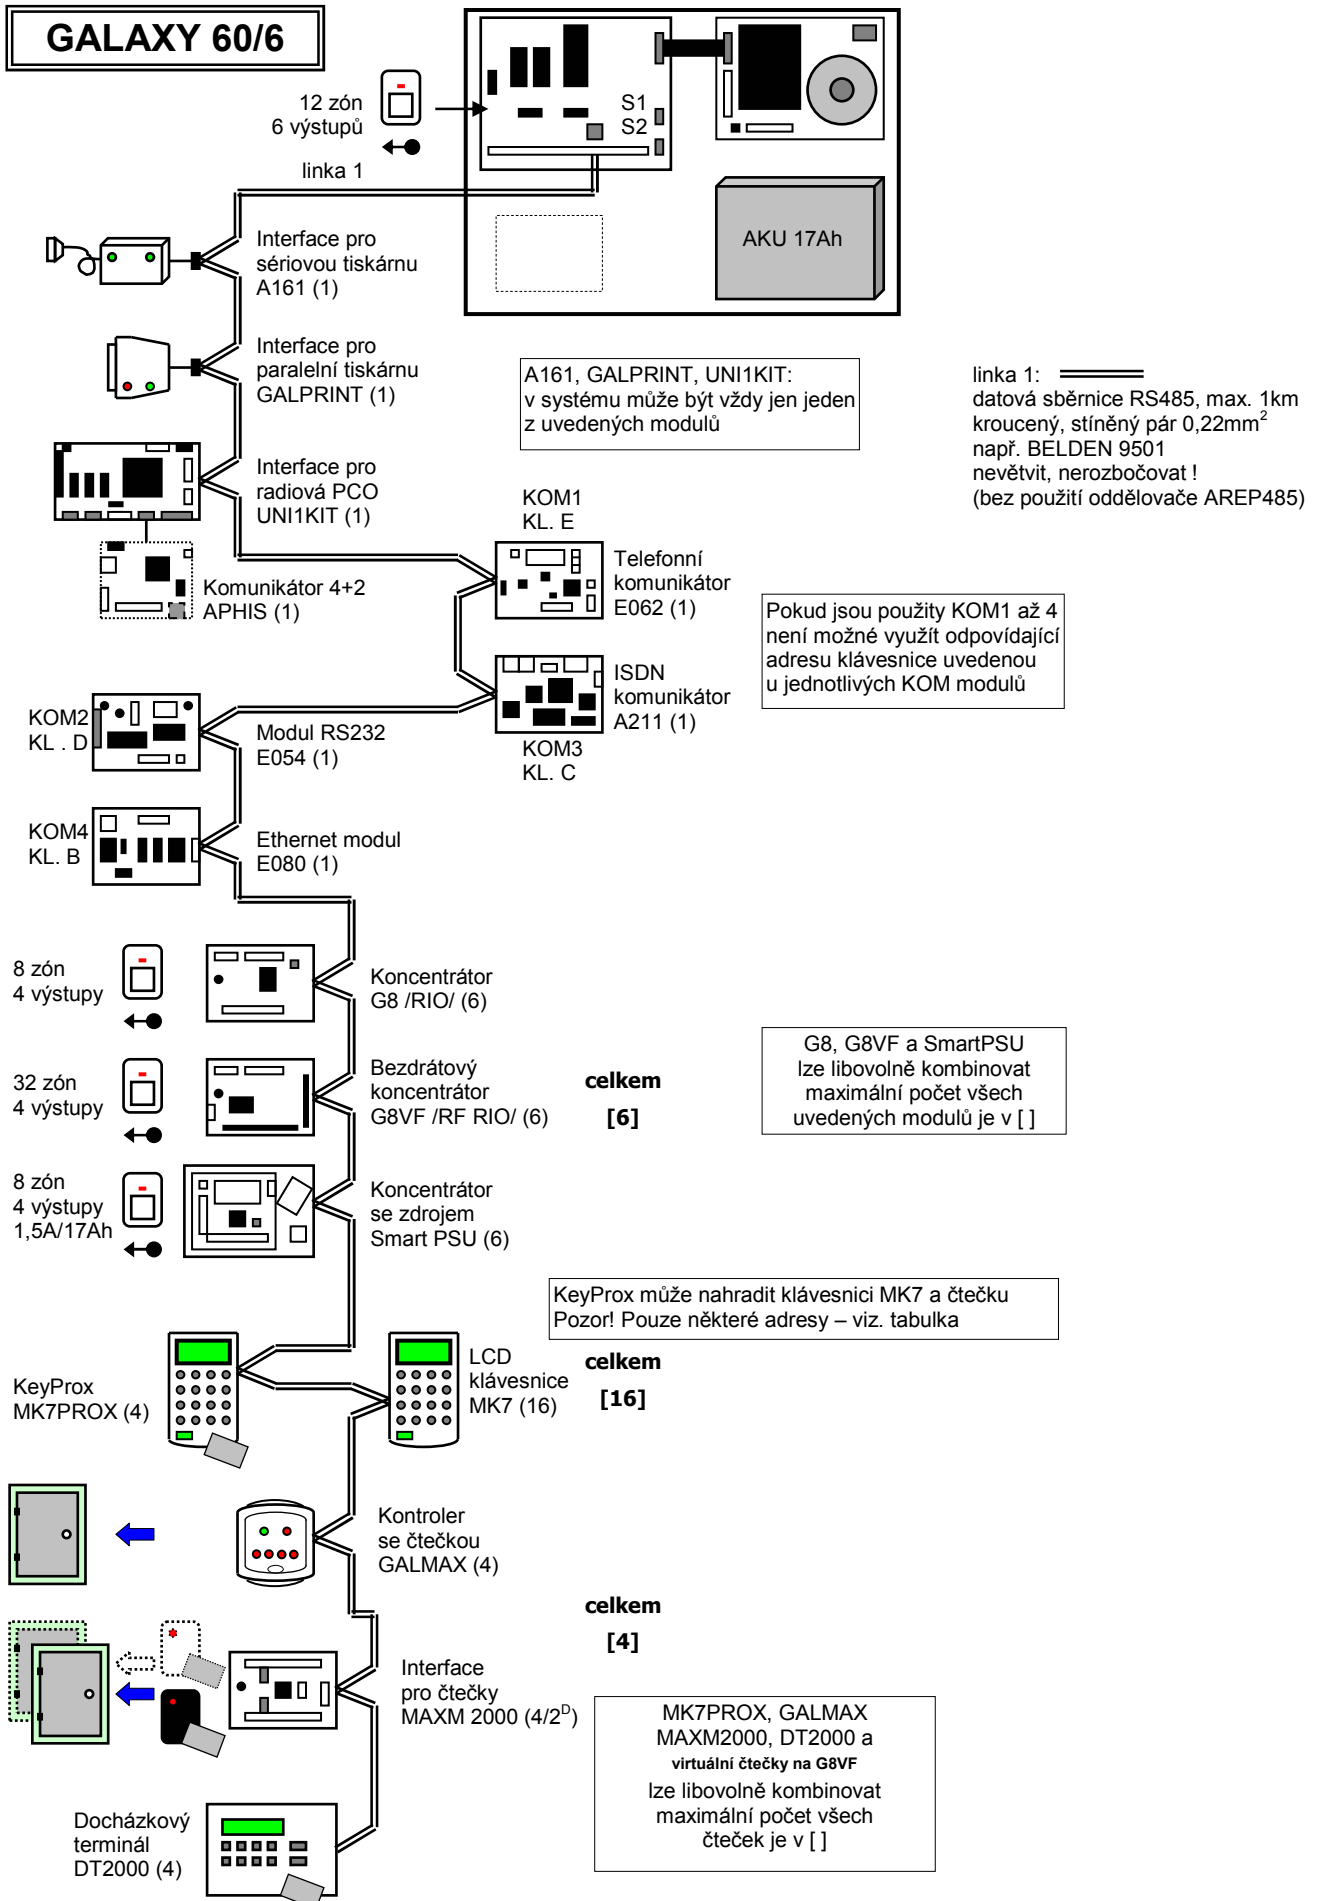 GALAXY 60/6
12 zón
6 výstupů
S1
S2
linka 1
AKU 17Ah
Interface pro
sériovou tiskárnu
A161 (1)
Interface pro
paralelní tiskárnu
GALPRINT (1)
A161, GALPRINT, UNI1KIT:
v systému může být vždy jen jeden
z uvedených modulů
linka 1:
datová sběrnice RS485, max. 1km
kroucený, stíněný pár 0,22mm²
např. BELDEN 9501
nevětvit, nerozbočovat !
(bez použití oddělovače AREP485)
Interface pro
radiová PCO
UNI1KIT (1)
KOM1
KL. E
Telefonní
komunikátor
E062 (1)
Komunikátor 4+2
APHIS (1)
Pokud jsou použity KOM1 až 4
není možné využít odpovídající
adresu klávesnice uvedenou
u jednotlivých KOM modulů
ISDN
komunikátor
A211 (1)
KOM3
KL. C
KOM2
KL . D
Modul RS232
E054 (1)
KOM4
KL. B
Ethernet modul
E080 (1)
8 zón
4 výstupy
Koncentrátor
G8 /RIO/ (6)
32 zón
4 výstupy
Bezdrátový
koncentrátor
G8VF /RF RIO/ (6)
celkem
[6]
G8, G8VF a SmartPSU
lze libovolně kombinovat
maximální počet všech
uvedených modulů je v [ ]
8 zón
4 výstupy
1,5A/17Ah
Koncentrátor
se zdrojem
Smart PSU (6)
KeyProx může nahradit klávesnici MK7 a čtečku
Pozor! Pouze některé adresy – viz. tabulka
KeyProx
MK7PROX (4)
LCD
klávesnice
MK7 (16)
celkem
[16]
Kontroler
se čtečkou
GALMAX (4)
celkem
[4]
Interface
pro čtečky
MAXM 2000 (4/2ᴰ)
MK7PROX, GALMAX
MAXM2000, DT2000 a
virtuální čtečky na G8VF
lze libovolně kombinovat
maximální počet všech
čteček je v [ ]
Docházkový
terminál
DT2000 (4)